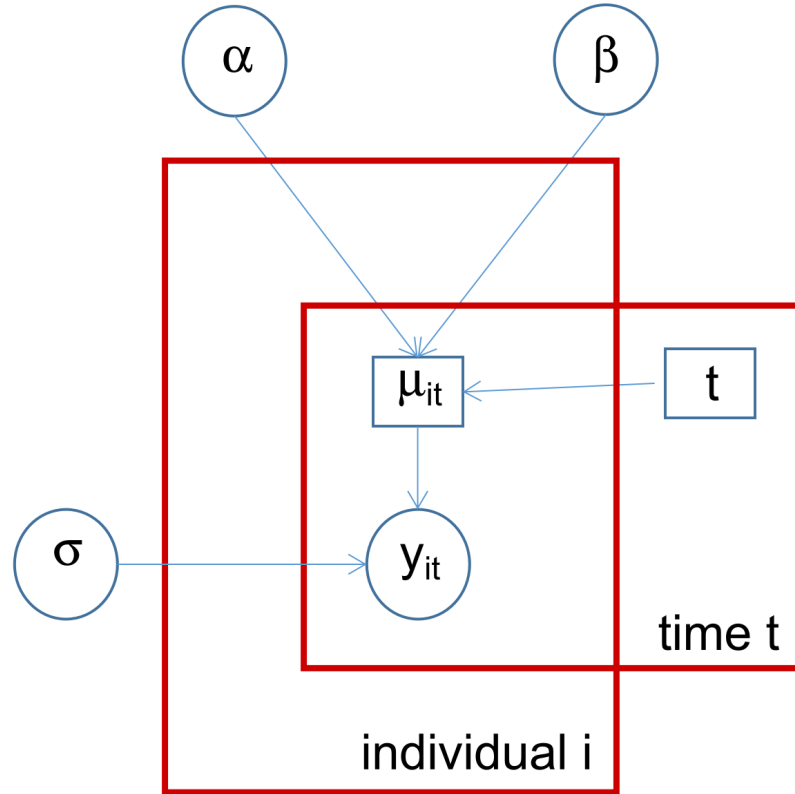 α
β
μit
t
σ
yit
time t
individual i